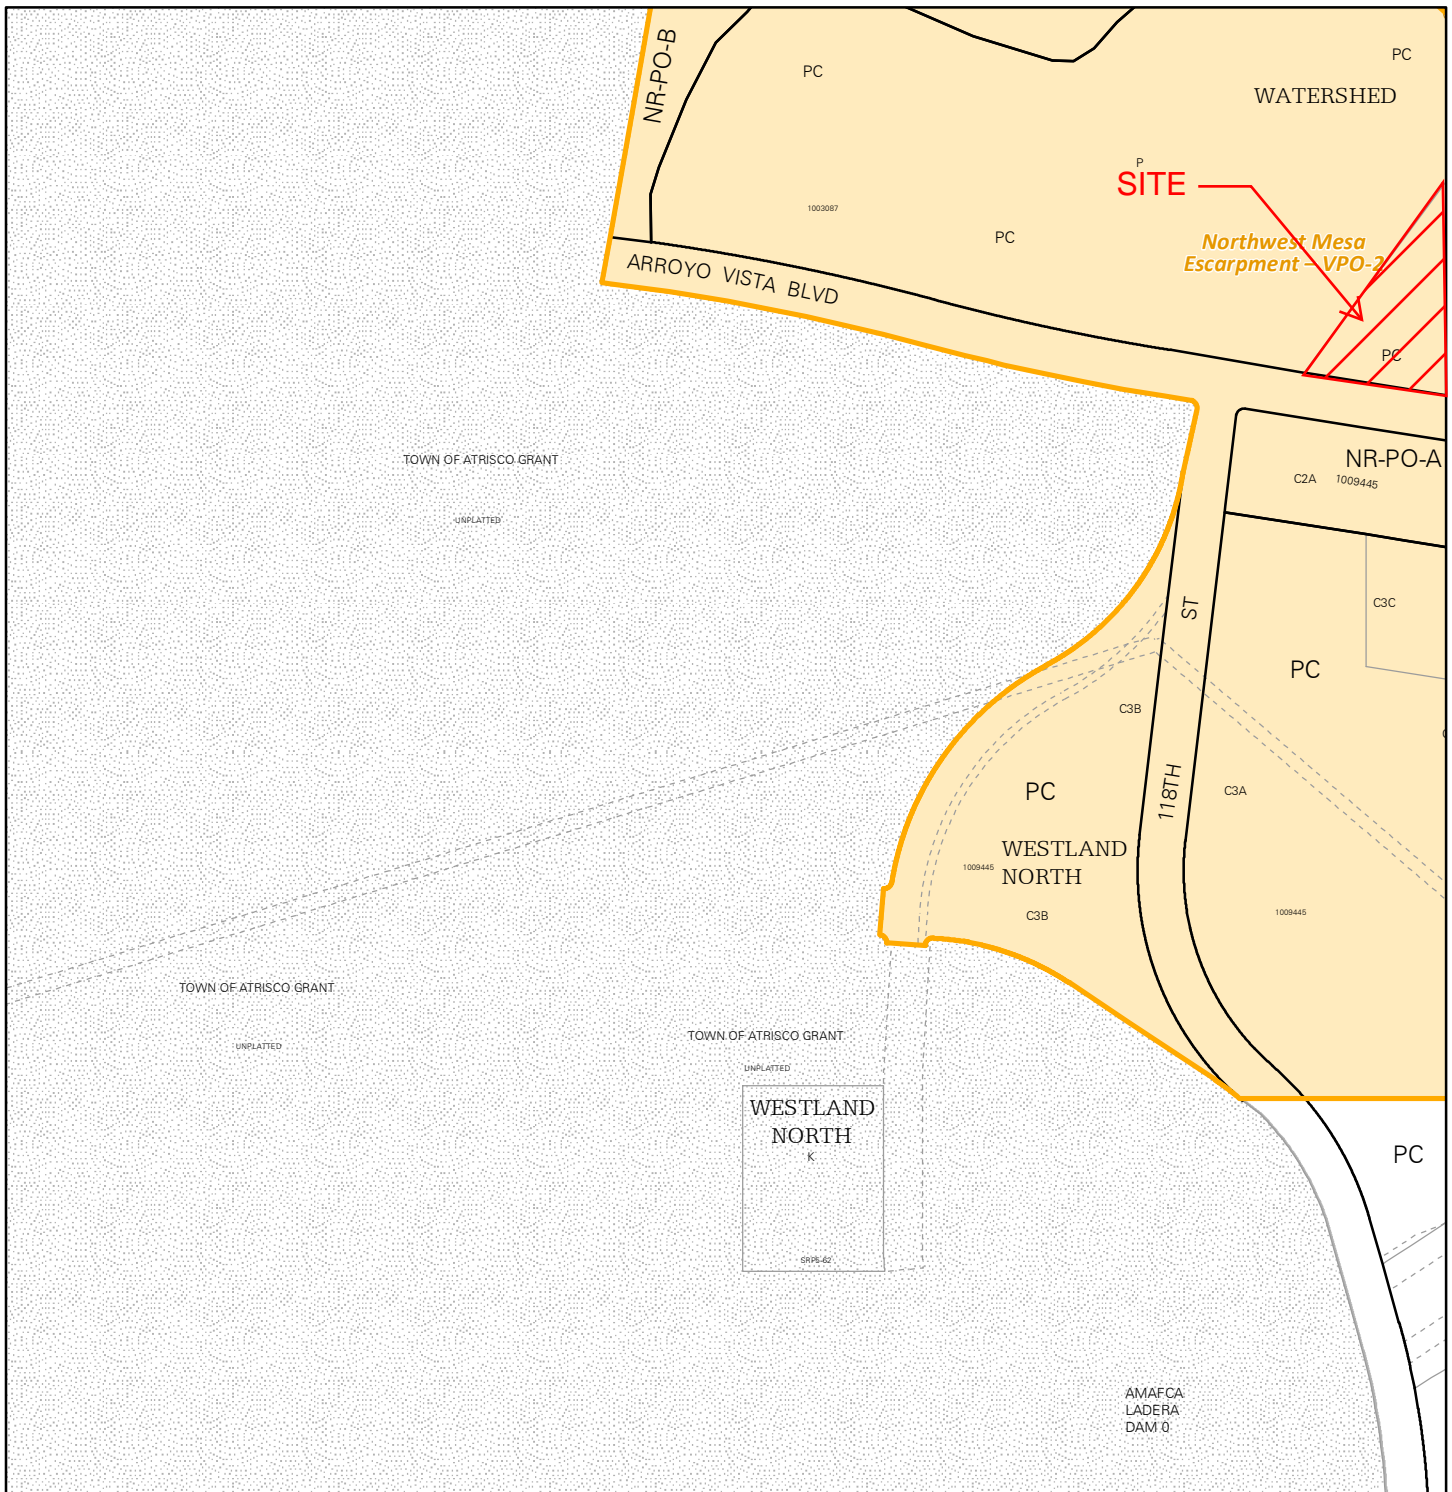 NR-PO-B
PC
PC
WATERSHED
P
SITE
1003087
PC
Northwest Mesa
Escarpment – VPO-2
ARROYO VISTA BLVD
PC
TOWN OF ATRISCO GRANT
UNPLATTED
NR-PO-A
C2A
1009445
C3C
ST
PC
C3B
118TH
C3A
PC
WESTLAND
NORTH
1009445
C3B
1009445
TOWN OF ATRISCO GRANT
UNPLATTED
TOWN OF ATRISCO GRANT
UNPLATTED
WESTLAND
NORTH
K
SRP5-62
PC
AMAFCA
LADERA
DAM 0